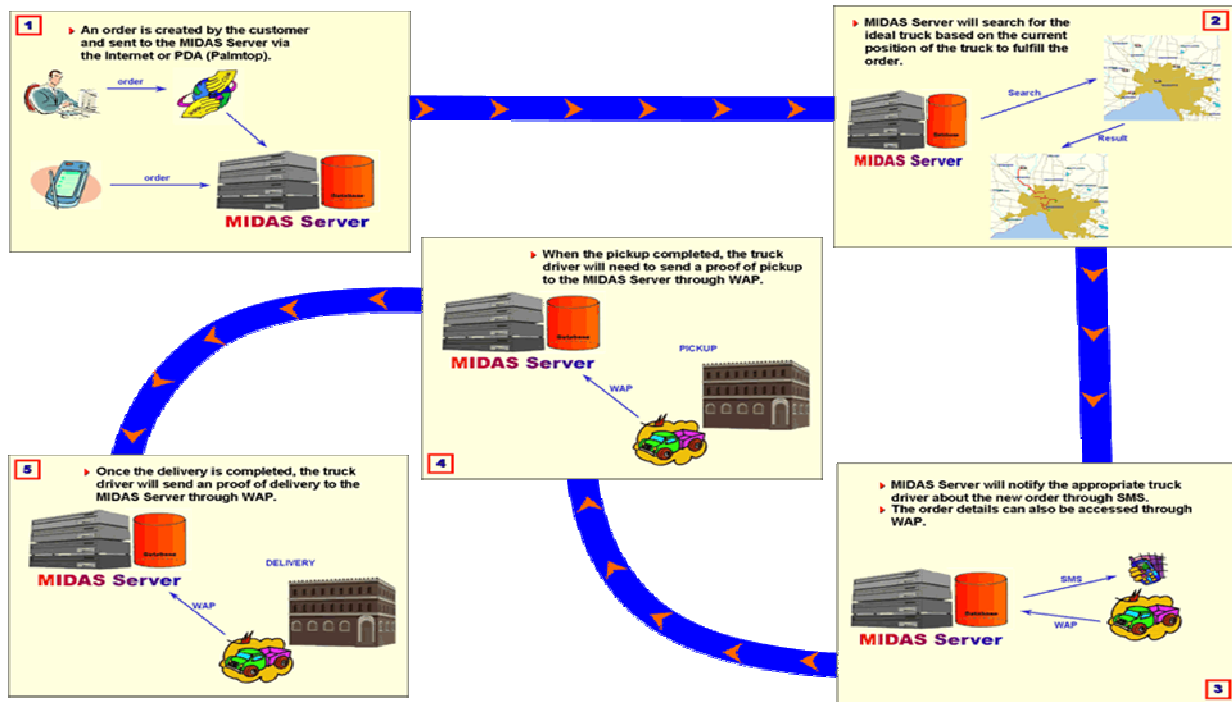 1
An order is created by the customer
and sent to the MIDAS Server via
the Internet or PDA (Palmtop).
order
order
Database
MIDAS Server
2
MIDAS Server will search for the
ideal truck based on the current
position of the truck to fulfill the
order.
Search
Database
Result
MIDAS Server
3
MIDAS Server will notify the appropriate truck
driver about the new order through SMS.
The order details can also be accessed through
WAP.
SMS
Database
WAP
MIDAS Server
4
When the pickup completed, the truck
driver will need to send a proof of pickup
to the MIDAS Server through WAP.
Database
PICKUP
MIDAS Server
WAP
5
Once the delivery is completed, the truck
driver will send an proof of delivery to the
MIDAS Server through WAP.
Database
DELIVERY
MIDAS Server
WAP